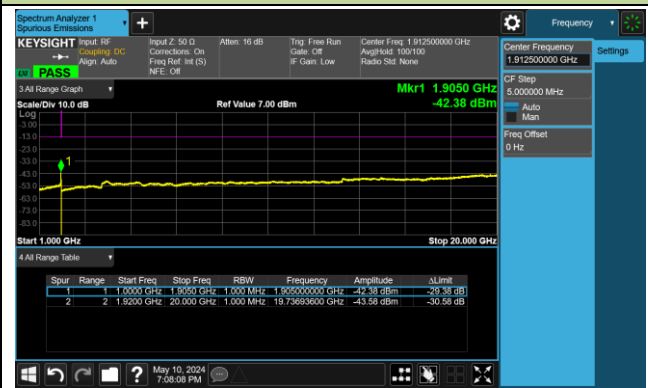 Spectrum Analyzer 1
Spurious Emissions
Frequency
KEYSIGHT Input: RF
Coupling: DC
Align: Auto
Input Z: 50 Ω
Corrections: On
Freq Ref: Int (S)
NFE: Off
Atten: 16 dB
Trig: Free Run
Gate: Off
IF Gain: Low
Center Freq: 1.912500000 GHz
Avg|Hold: 100/100
Radio Std: None
PASS
Center Frequency
1.912500000 GHz
Settings
CF Step
5.000000 MHz
Auto
Man
Freq Offset
0 Hz
3 All Range Graph
Mkr1 1.9050 GHz
Scale/Div 10.0 dB
Ref Value 7.00 dBm
-42.38 dBm
Log
-3.00
-13.0
-23.0
-33.0
-43.0
-53.0
-63.0
-73.0
-83.0
1
Start 1.000 GHz
Stop 20.000 GHz
4 All Range Table
Spur Range Start Freq Stop Freq RBW Frequency Amplitude ΔLimit
1 1 1.0000 GHz 1.9050 GHz 1.000 MHz 1.905000000 GHz -42.38 dBm -29.38 dB
2 2 1.9200 GHz 20.000 GHz 1.000 MHz 19.73693600 GHz -43.58 dBm -30.58 dB
May 10, 2024
7:08:08 PM